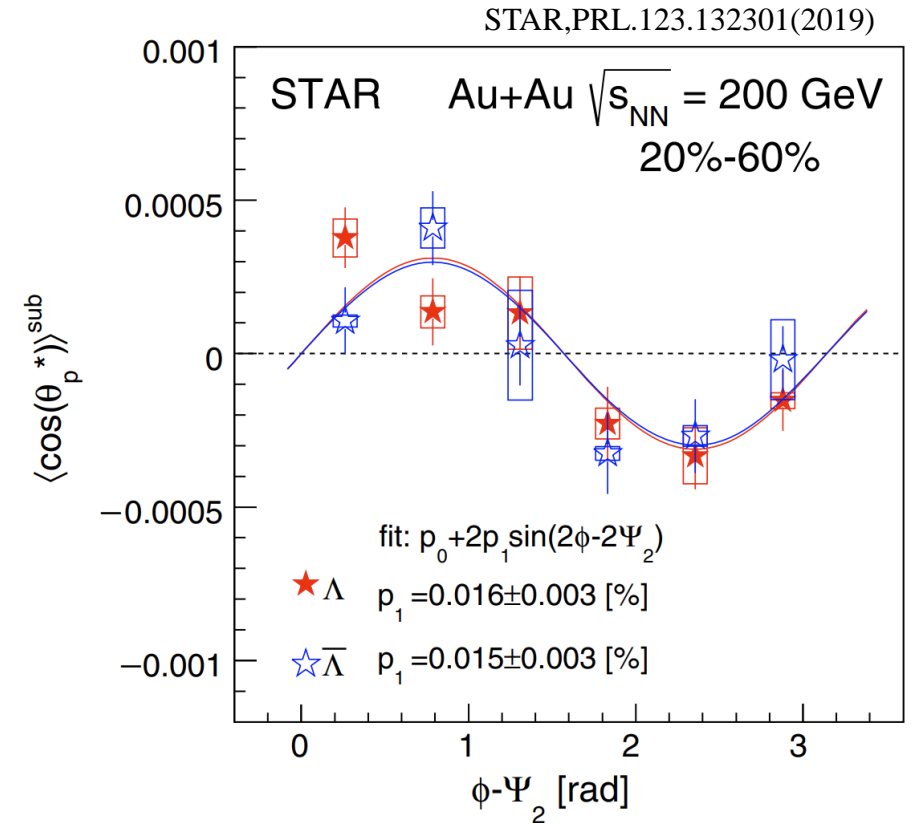 STAR,PRL.123.132301(2019)
0.001
STAR Au+Au √s_NN = 200 GeV
20%-60%
0.0005
⟨cos(θ_p*)⟩^sub
0
−0.0005
fit: p_0+2p_1sin(2ϕ-2Ψ_2)
Λ p_1=0.016±0.003 [%]
−0.001
Λ̅ p_1=0.015±0.003 [%]
0 1 2 3
ϕ-Ψ_2 [rad]